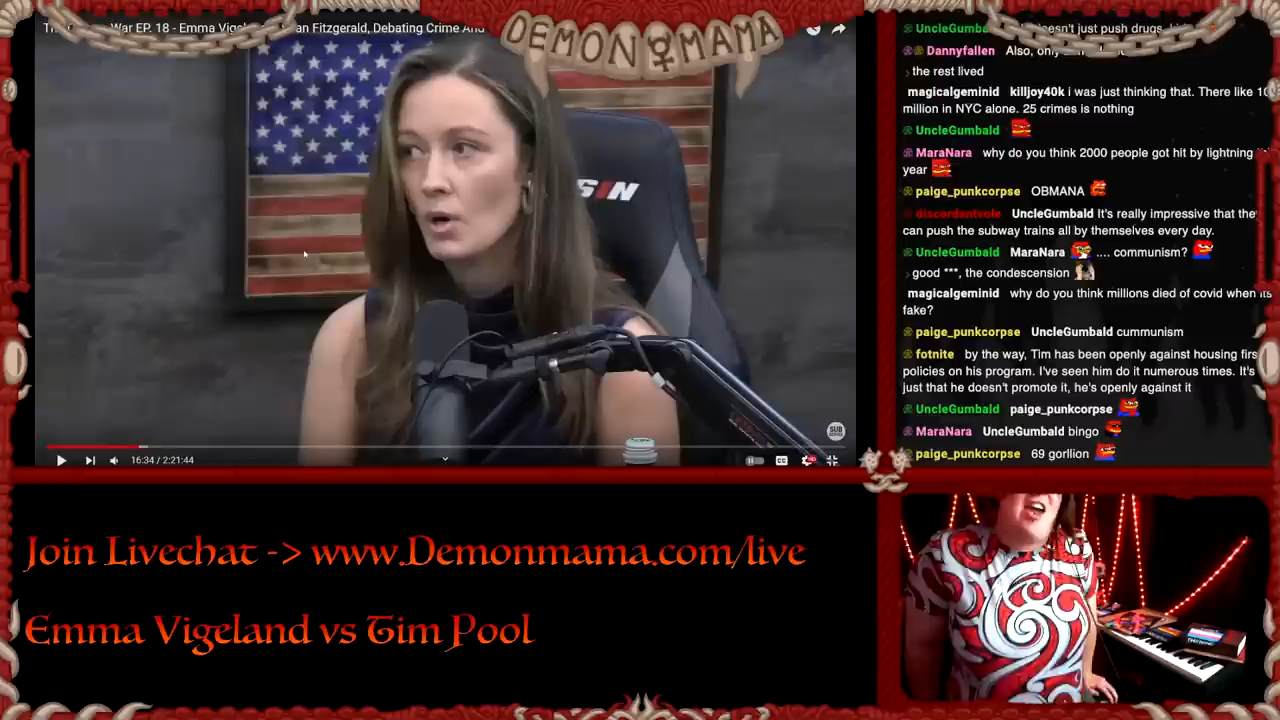 War EP. 18 - Emma
an Fitzgerald, Debating Crime And
DEMON MAMA
16:34 / 2:21:44
SUB
CC
Join Livechat -> www.Demonmama.com/live
Emma Vigeland vs Tim Pool
UncleGumbald doesn't just push drugs,
Dannyfallen Also,
the rest lived
magicalgeminid killjoy40k i was just thinking that. There like 10
million in NYC alone. 25 crimes is nothing
UncleGumbald
MaraNara why do you think 2000 people got hit by lightning
year
paige_punkcorpse OBMANA
discordantvole UncleGumbald It's really impressive that they
can push the subway trains all by themselves every day.
UncleGumbald MaraNara .... communism?
good ***, the condescension
magicalgeminid why do you think millions died of covid when its
fake?
paige_punkcorpse UncleGumbald cummunism
fotnite by the way, Tim has been openly against housing firs
policies on his program. I've seen him do it numerous times. It's
just that he doesn't promote it, he's openly against it
UncleGumbald paige_punkcorpse
MaraNara UncleGumbald bingo
paige_punkcorpse 69 gorllion